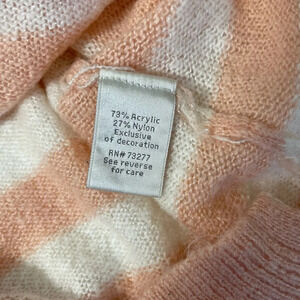 73% Acrylic
27% Nylon
Exclusive
of decoration
RN# 73277
See reverse
for care